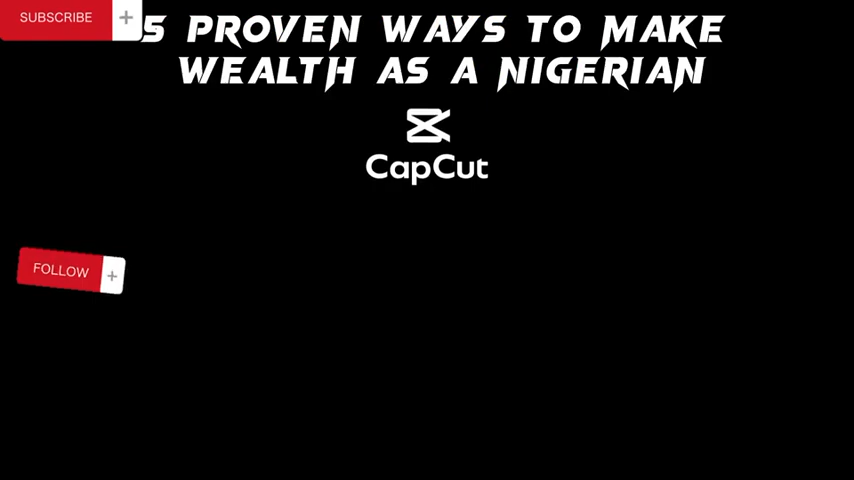 SUBSCRIBE +
5 PROVEN WAYS TO MAKE
WEALTH AS A NIGERIAN
CapCut
FOLLOW +